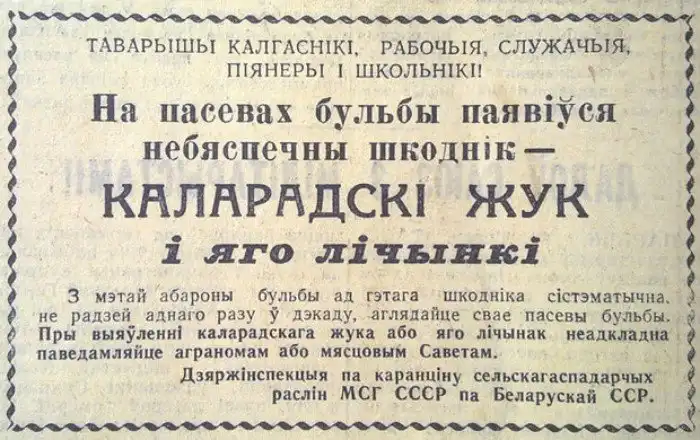 ТАВАРЫШЫ КАЛГАСНІКІ, РАБОЧЫЯ, СЛУЖАЧЫЯ,
ПІЯНЕРЫ І ШКОЛЬНІКІ!
На пасевах бульбы паявіўся
небяспечны шкоднік —
КАЛАРАДСКІ ЖУК
і яго лічынкі
З мэтай абароны бульбы ад гэтага шкодніка сістэматычна,
не радзей аднаго разу ў дэкаду, аглядайце свае пасевы бульбы.
Пры выяўленні каларадскага жука або яго лічынак неадкладна
паведамляйце аграномам або мясцовым Саветам.
Дзяржінспекцыя па каранціну сельскагаспадарчых
раслін МСГ СССР па Беларускай ССР.